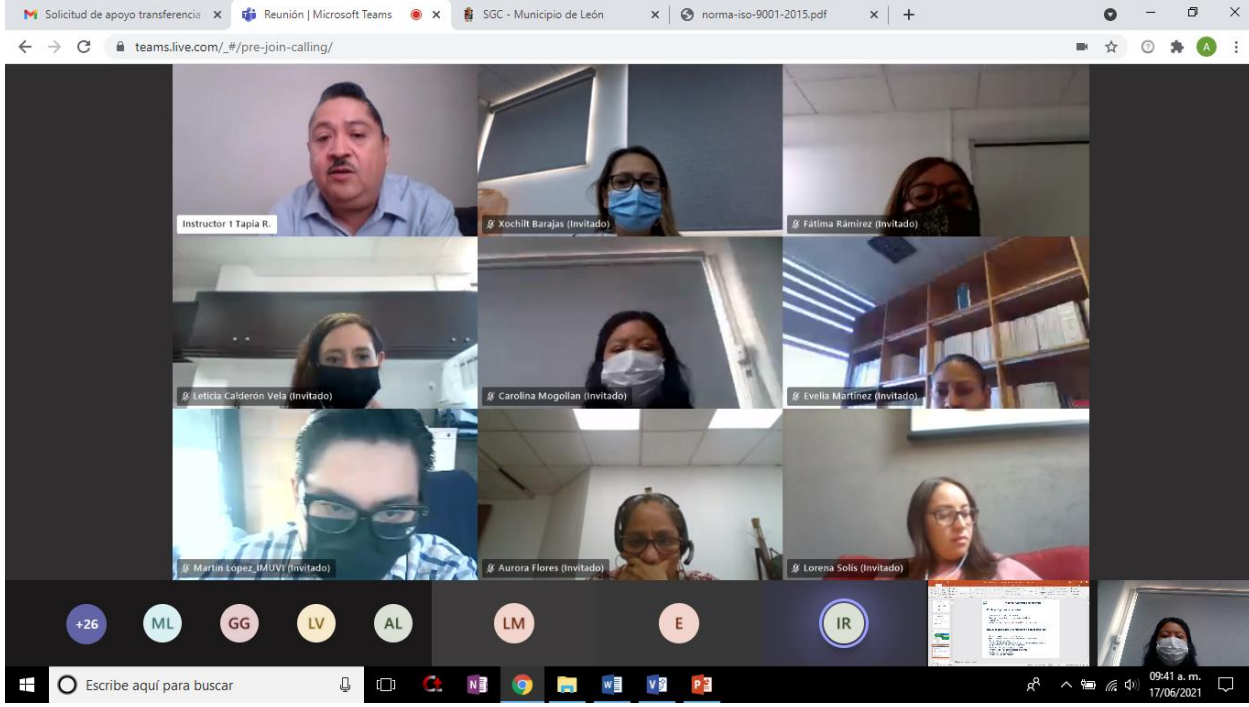 Solicitud de apoyo transferencia
Reunión | Microsoft Teams
SGC - Municipio de León
norma-iso-9001-2015.pdf
teams.live.com/_#/pre-join-calling/
A
Instructor 1 Tapia R.
Xochilt Barajas (Invitado)
Fátima Rámirez (Invitado)
Leticia Calderón Vela (Invitado)
Carolina Mogollan (Invitado)
Evelia Martínez (Invitado)
Martín López_IMUVI (Invitado)
Aurora Flores (Invitado)
Lorena Solís (Invitado)
+26
ML
GG
LV
AL
LM
E
IR
Escribe aquí para buscar
09:41 a. m.
17/06/2021